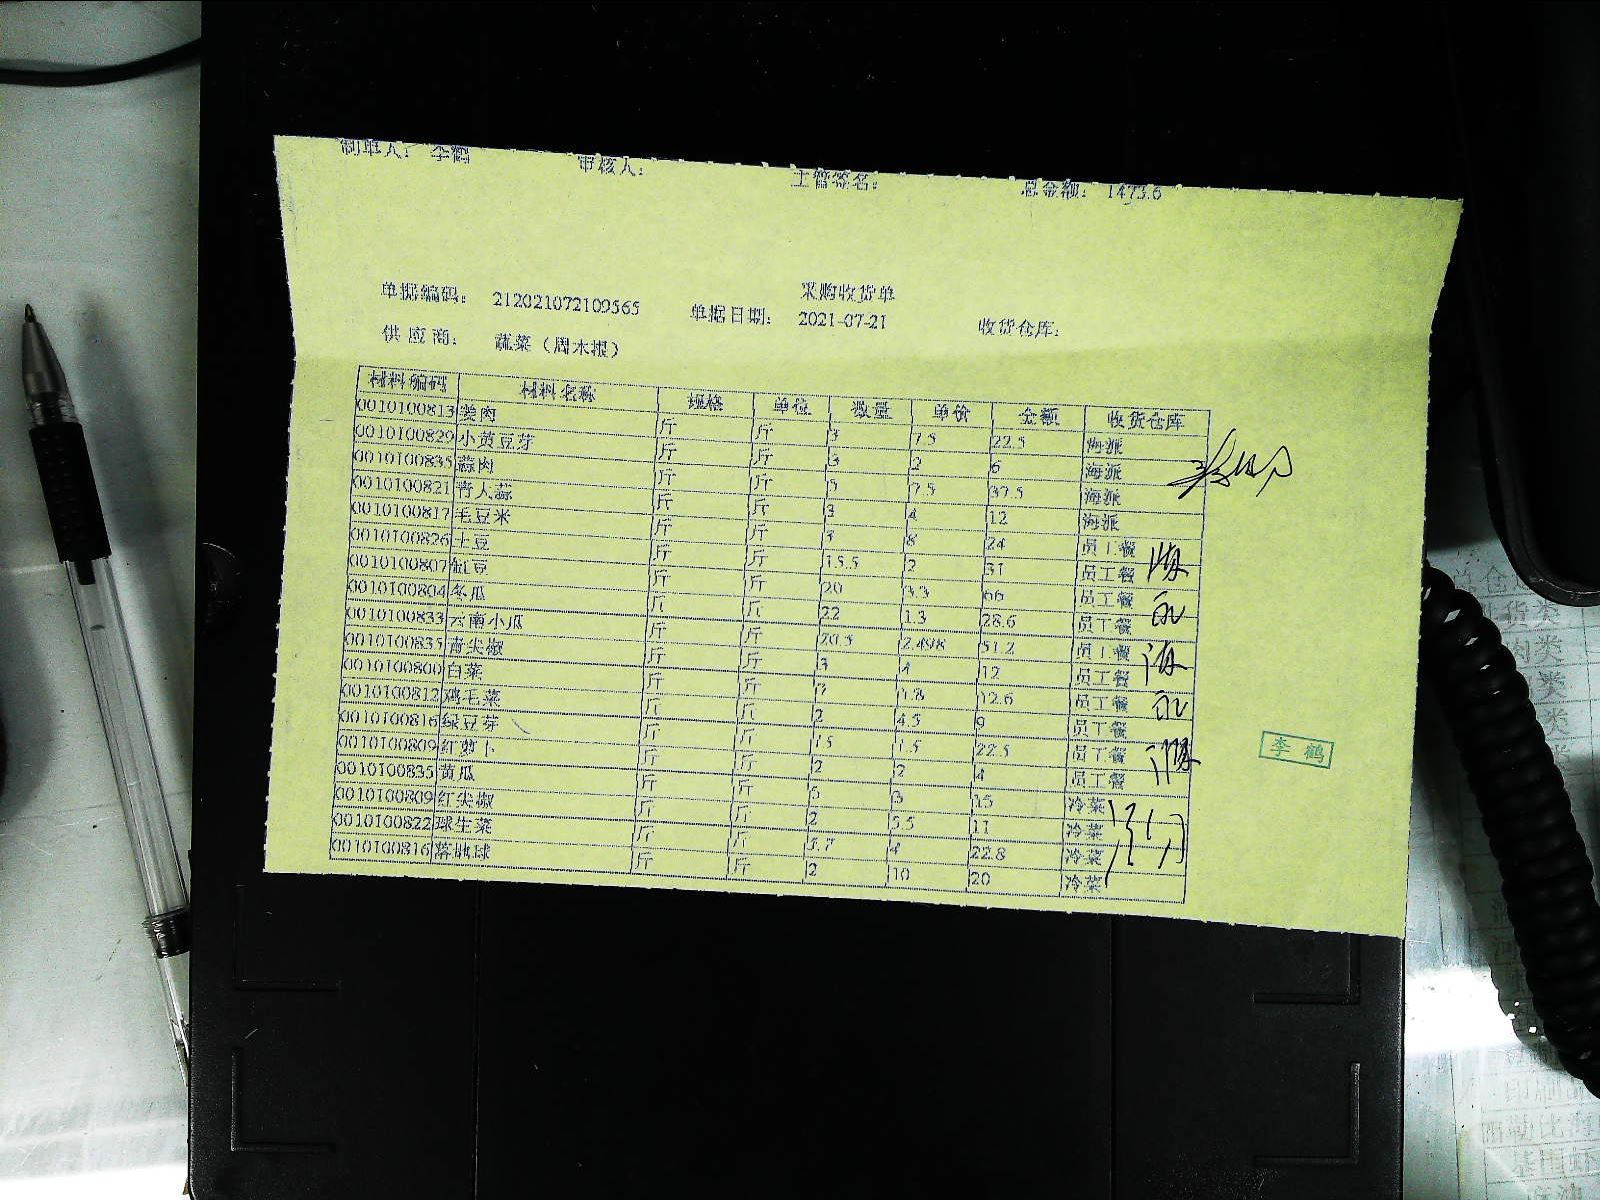 制单人: 李鹤 审核人: 主管签名: 总金额: 1473.6
采购收货单
单据编码: 212021072109565 单据日期: 2021-07-21 收货仓库:
供应商: 蔬菜(周木根)
材料编码 材料名称 规格 单位 数量 单价 金额 收货仓库
0010100813 姜肉 斤 斤 3 7.5 22.5 海派
0010100829 小黄豆芽 斤 斤 3 2 6 海派
0010100835 蒜肉 斤 斤 5 7.5 37.5 海派
0010100821 青大蒜 斤 斤 3 4 12 海派
0010100817 毛豆米 斤 斤 3 8 24 员工餐
0010100826 土豆 斤 斤 15.5 2 31 员工餐
0010100807 豇豆 斤 斤 20 3.3 66 员工餐
0010100804 冬瓜 斤 斤 22 1.3 28.6 员工餐
0010100833 云南小瓜 斤 斤 20.5 2.498 51.2 员工餐
0010100835 青尖椒 斤 斤 3 4 12 员工餐
0010100800 白菜 斤 斤 7 1.8 12.6 员工餐
0010100812 鸡毛菜 斤 斤 2 4.5 9 员工餐
0010100816 绿豆芽 斤 斤 15 1.5 22.5 员工餐
0010100809 红萝卜 斤 斤 2 2 4 员工餐
0010100835 黄瓜 斤 斤 5 3 15 冷菜
0010100809 红尖椒 斤 斤 2 5.5 11 冷菜
0010100822 球生菜 斤 斤 5.7 4 22.8 冷菜
0010100816 落地球 斤 斤 2 10 20 冷菜
李鹤